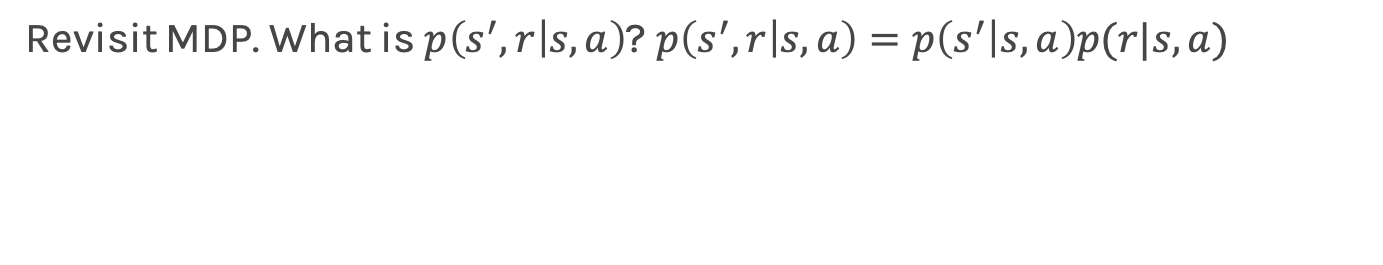 Revisit MDP. What is p(s′, r|s, a)? p(s′, r|s, a) = p(s′|s, a)p(r|s, a)